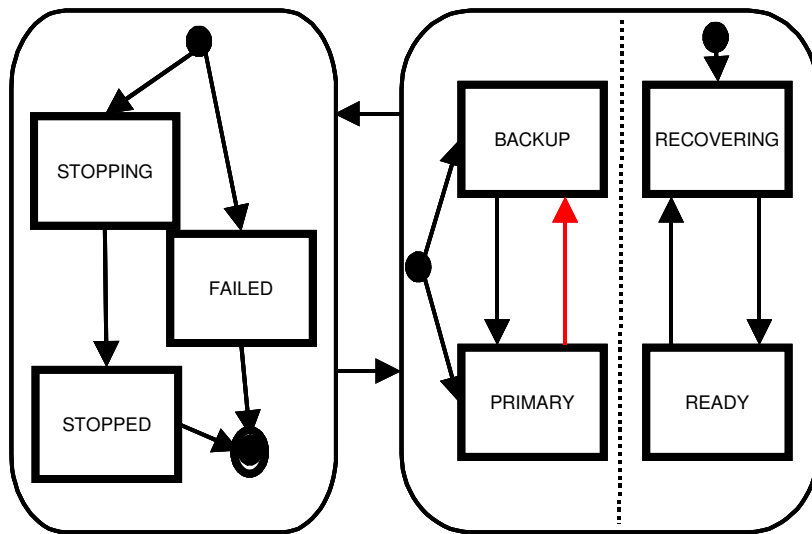 STOPPING
FAILED
STOPPED
BACKUP
PRIMARY
RECOVERING
READY